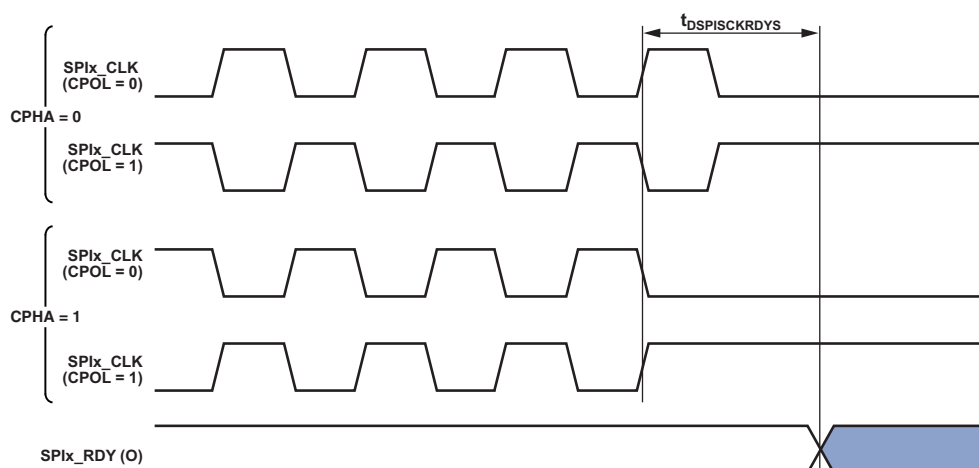 tDSPISCKRDYS
SPIx_CLK
(CPOL = 0)
CPHA = 0
SPIx_CLK
(CPOL = 1)
SPIx_CLK
(CPOL = 0)
CPHA = 1
SPIx_CLK
(CPOL = 1)
SPIx_RDY (O)